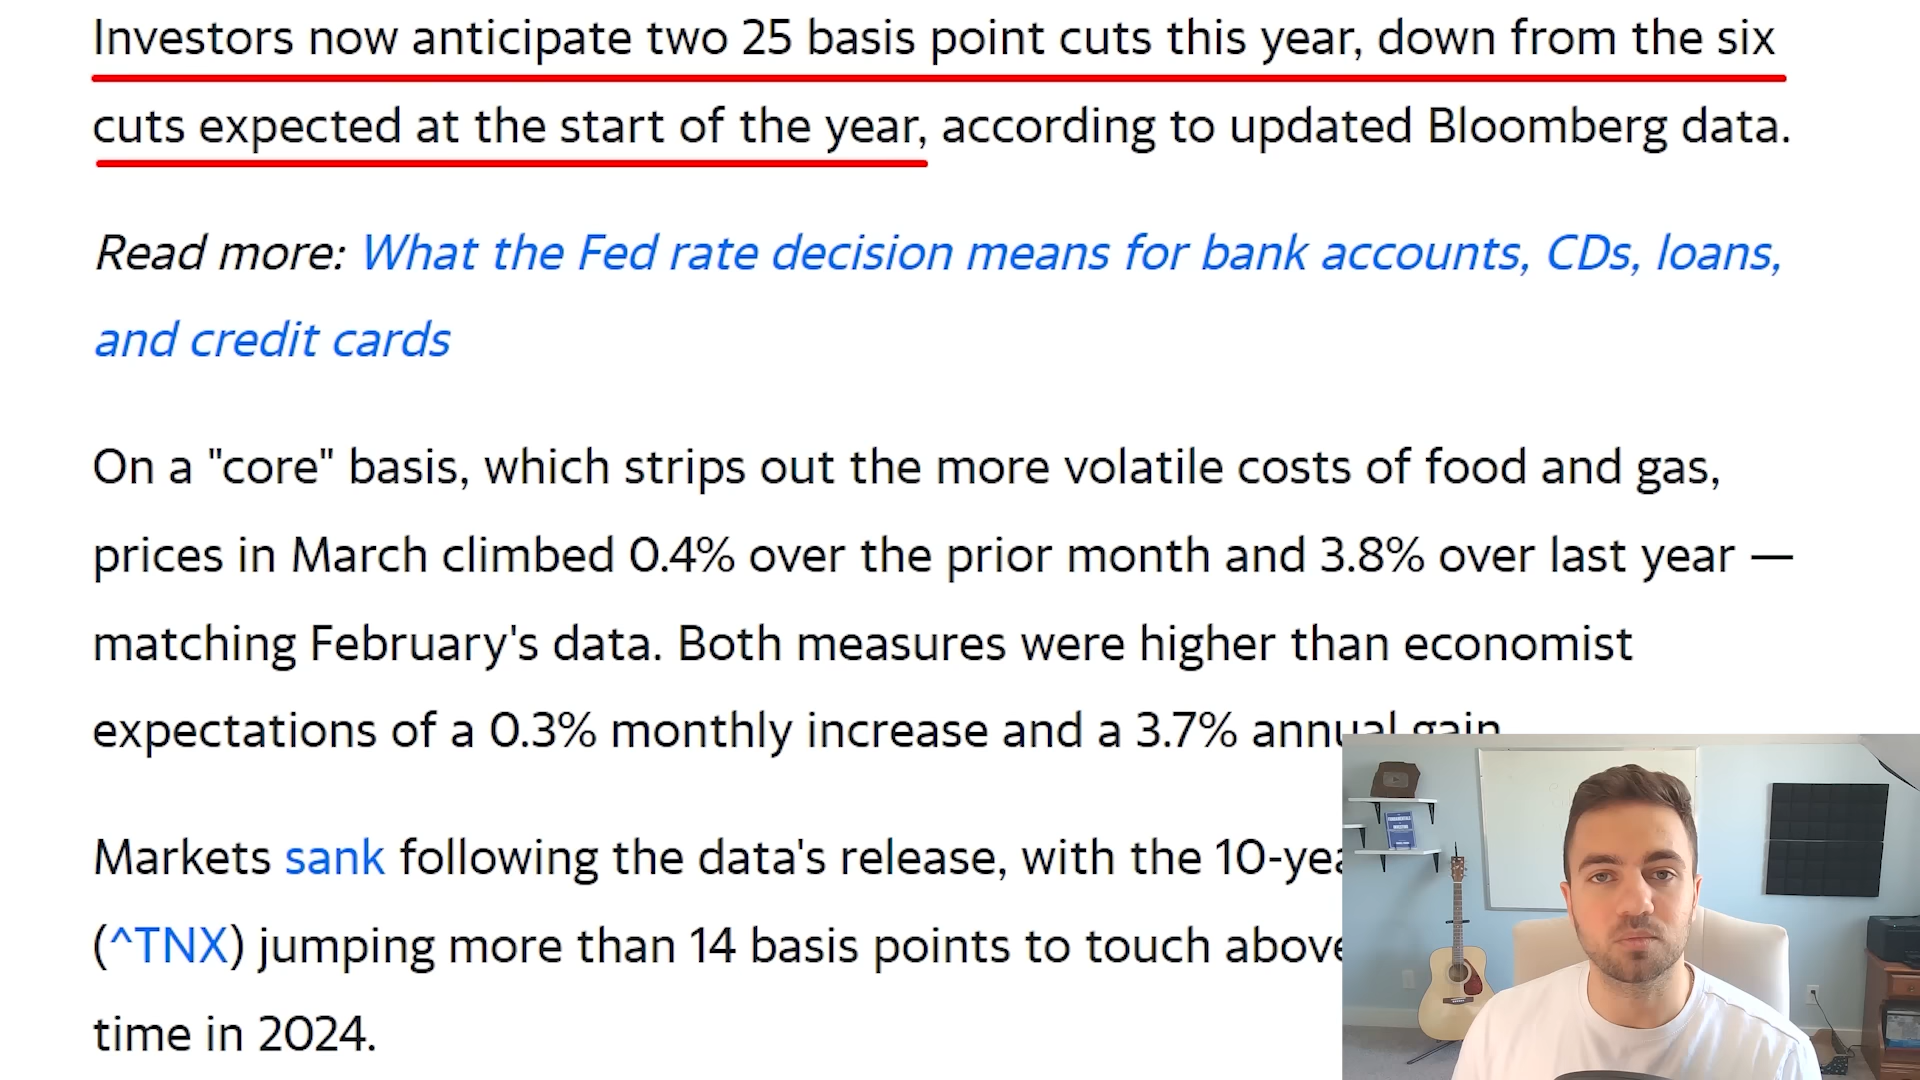 Investors now anticipate two 25 basis point cuts this year, down from the six
cuts expected at the start of the year, according to updated Bloomberg data.
Read more: What the Fed rate decision means for bank accounts, CDs, loans,
and credit cards
On a "core" basis, which strips out the more volatile costs of food and gas,
prices in March climbed 0.4% over the prior month and 3.8% over last year —
matching February's data. Both measures were higher than economist
expectations of a 0.3% monthly increase and a 3.7% annual gain
Markets sank following the data's release, with the 10-yea
(^TNX) jumping more than 14 basis points to touch above
time in 2024.